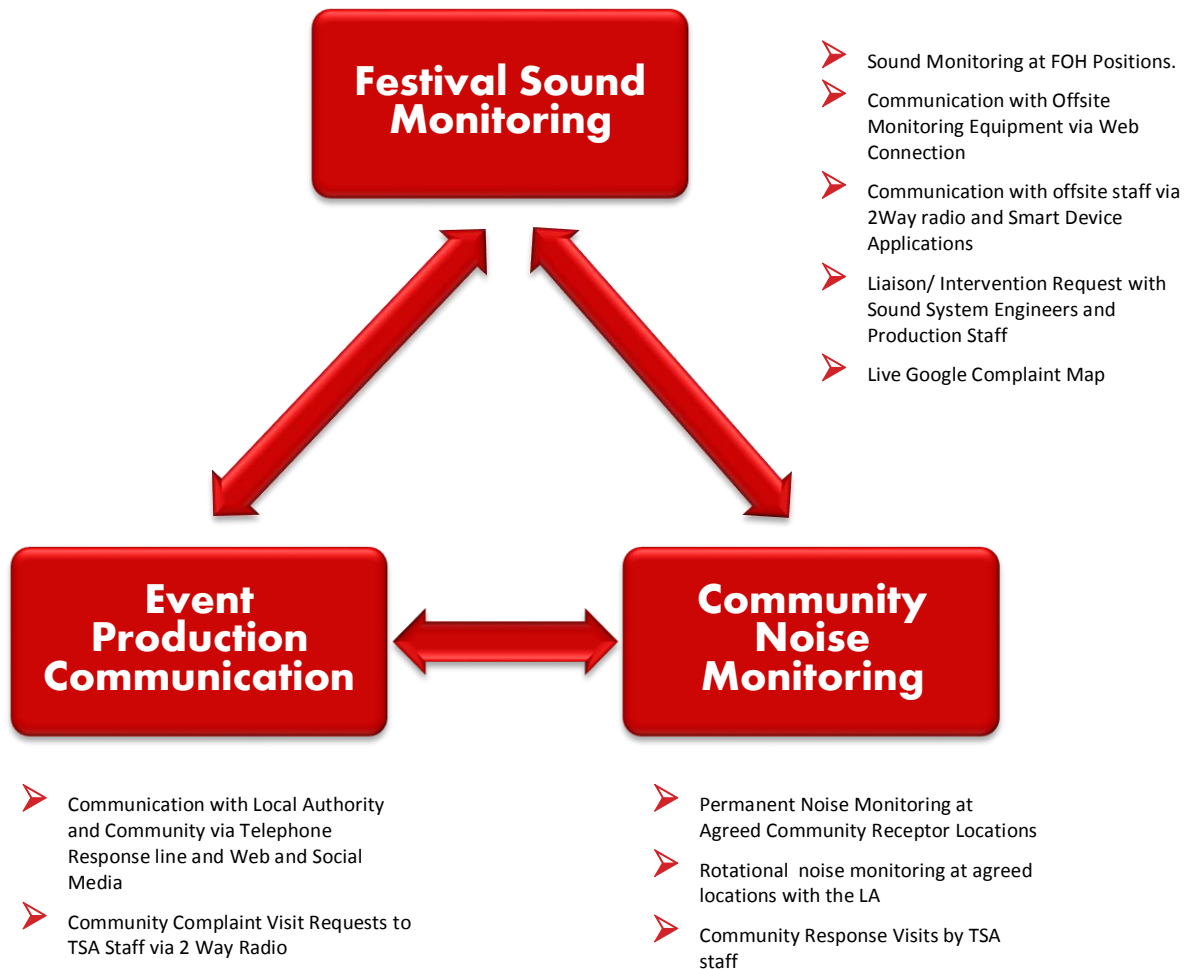 Festival Sound
Monitoring
Sound Monitoring at FOH Positions.
Communication with Offsite
Monitoring Equipment via Web
Connection
Communication with offsite staff via
2Way radio and Smart Device
Applications
Liaison/ Intervention Request with
Sound System Engineers and
Production Staff
Live Google Complaint Map
Event
Production
Communication
Community
Noise
Monitoring
Communication with Local Authority
and Community via Telephone
Response line and Web and Social
Media
Community Complaint Visit Requests to
TSA Staff via 2 Way Radio
Permanent Noise Monitoring at
Agreed Community Receptor Locations
Rotational  noise monitoring at agreed
locations with the LA
Community Response Visits by TSA
staff